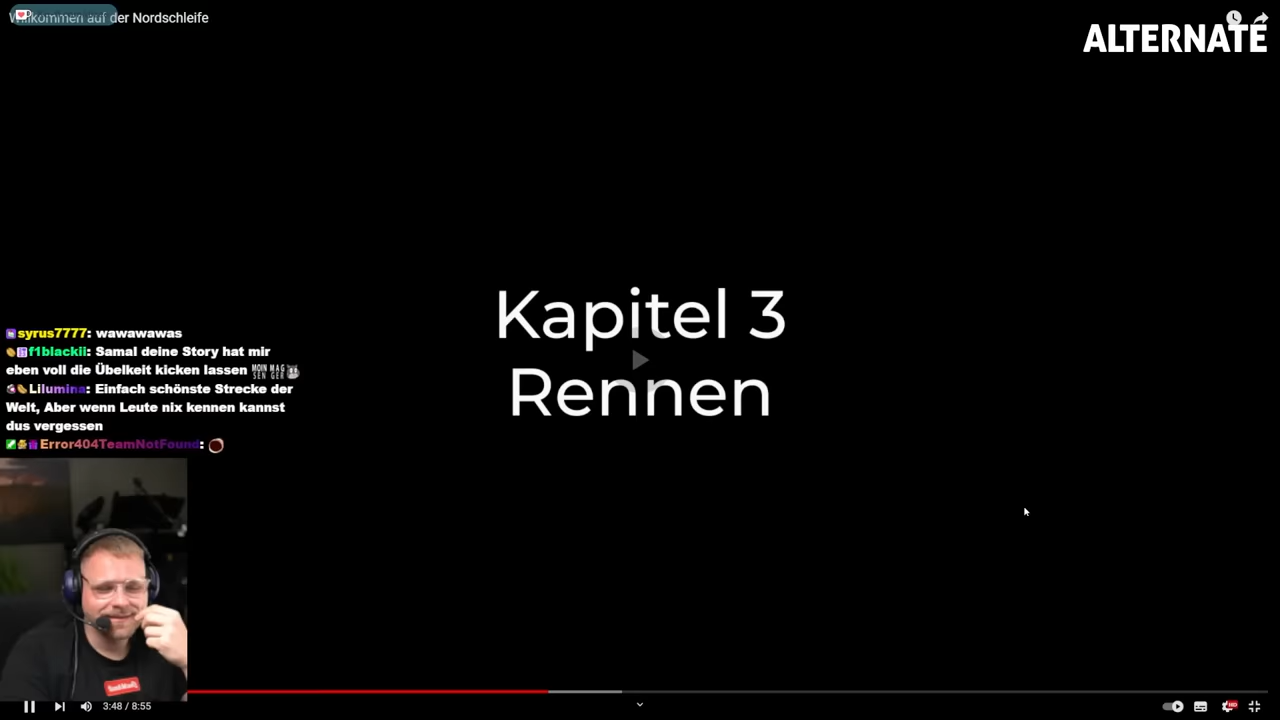 Willkommen auf der Nordschleife
ALTERNATE
Kapitel 3
Rennen
syrus7777: wawawawas
f1blackii: Samal deine Story hat mir
eben voll die Übelkeit kicken lassen
Lilumina: Einfach schönste Strecke der
Welt, Aber wenn Leute nix kennen kannst
dus vergessen
Error404TeamNotFound:
3:48 / 8:55
HD